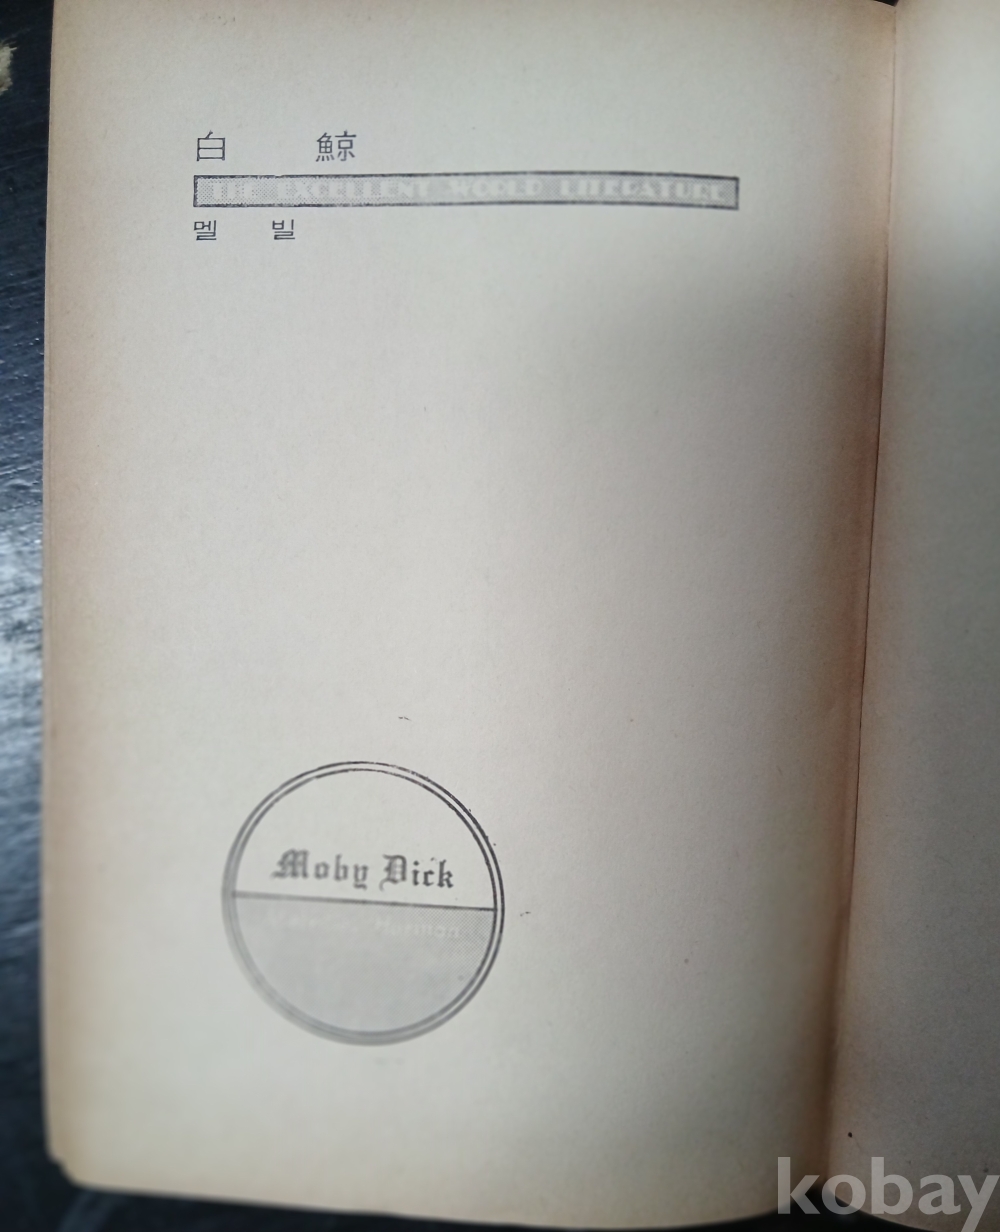 白 鯨
THE EXCELLENT WORLD LITERATURE
멜 빌
Moby Dick
kobay